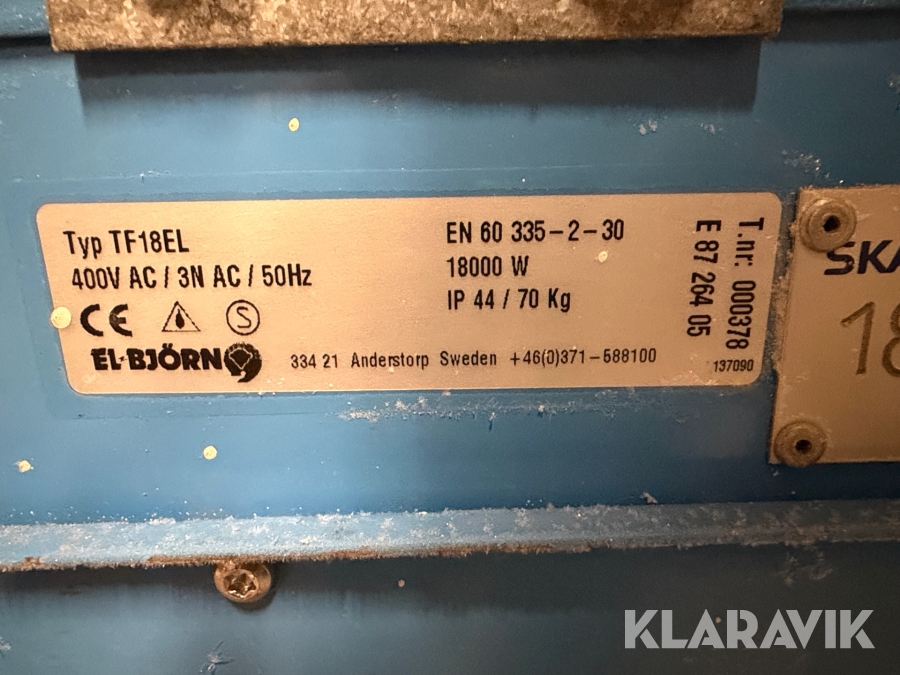 Typ TF18EL
400V AC / 3N AC / 50Hz
CE
S
EL·BJÖRN
EN 60 335-2-30
18000 W
IP 44 / 70 Kg
334 21 Anderstorp Sweden +46(0)371-588100
T.nr: 000378
E 87 264 05
137090
SKA
18
KLARAVIK